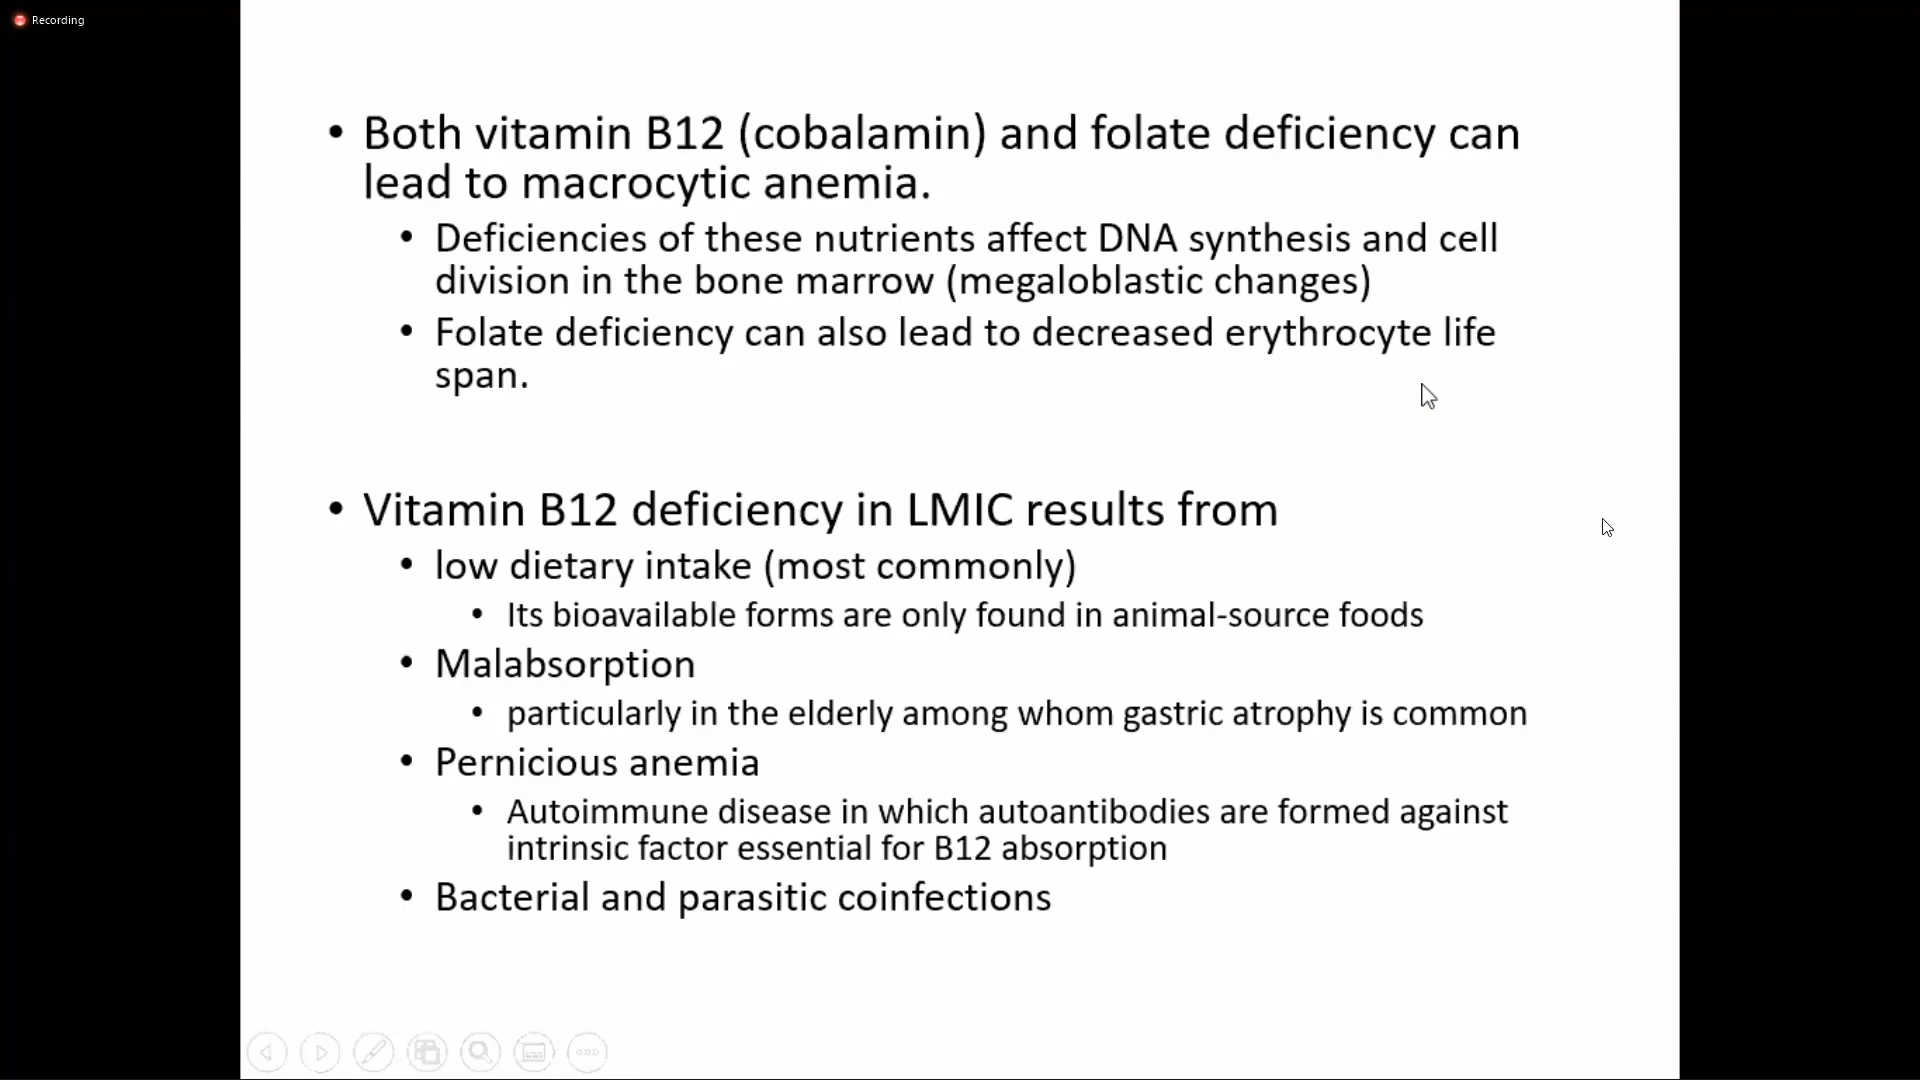 Recording
• Both vitamin B12 (cobalamin) and folate deficiency can
lead to macrocytic anemia.
• Deficiencies of these nutrients affect DNA synthesis and cell
division in the bone marrow (megaloblastic changes)
• Folate deficiency can also lead to decreased erythrocyte life
span.
• Vitamin B12 deficiency in LMIC results from
• low dietary intake (most commonly)
• Its bioavailable forms are only found in animal-source foods
• Malabsorption
• particularly in the elderly among whom gastric atrophy is common
• Pernicious anemia
• Autoimmune disease in which autoantibodies are formed against
intrinsic factor essential for B12 absorption
• Bacterial and parasitic coinfections